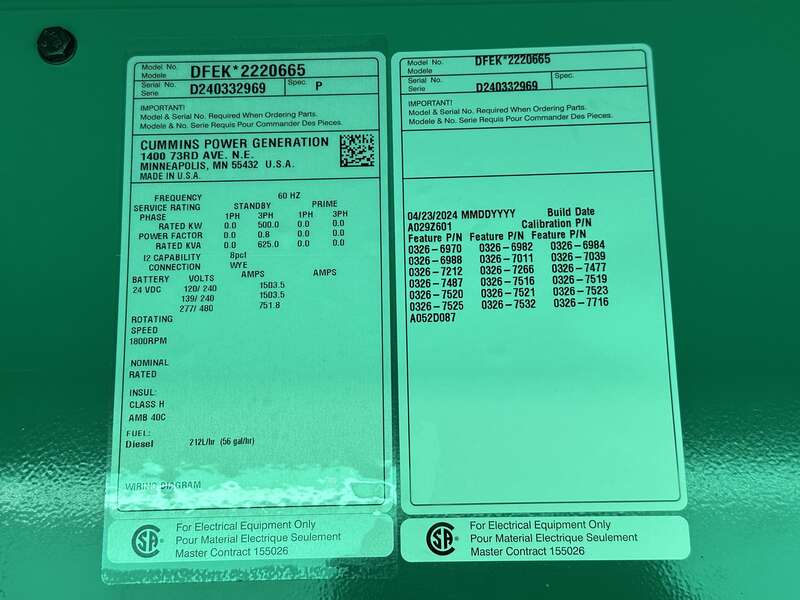 Model No. DFEK*2220665
Modele
Serial No. D240332969 Spec. P
Serie
IMPORTANT!
Model & Serial No. Required When Ordering Parts.
Modele & No. Serie Requis Pour Commander Des Pieces.
CUMMINS POWER GENERATION
1400 73RD AVE. N.E.
MINNEAPOLIS, MN 55432 U.S.A.
MADE IN U.S.A.
FREQUENCY 60 HZ
SERVICE RATING STANDBY PRIME
PHASE 1PH 3PH 1PH 3PH
RATED KW 0.0 500.0 0.0 0.0
POWER FACTOR 0.0 0.8 0.0 0.0
RATED KVA 0.0 625.0 0.0 0.0
I2 CAPABILITY 8pct
CONNECTION WYE
BATTERY VOLTS AMPS AMPS
24 VDC 120/ 240 1503.5
139/ 240 1503.5
277/ 480 751.8
ROTATING
SPEED
1800RPM
NOMINAL
RATED
INSUL:
CLASS H
AMB 40C
FUEL:
Diesel 212L/hr (56 gal/hr)
WIRING DIAGRAM
SA
For Electrical Equipment Only
Pour Material Electrique Seulement
Master Contract 155026
Model No. DFEK*2220665
Modele
Serial No. D240332969 Spec.
Serie
IMPORTANT!
Model & Serial No. Required When Ordering Parts.
Modele & No. Serie Requis Pour Commander Des Pieces.
04/23/2024 MMDDYYYY Build Date
A029Z601 Calibration P/N
Feature P/N Feature P/N Feature P/N
0326-6970 0326-6982 0326-6984
0326-6988 0326-7011 0326-7039
0326-7212 0326-7266 0326-7477
0326-7487 0326-7516 0326-7519
0326-7520 0326-7521 0326-7523
0326-7525 0326-7532 0326-7716
A052D087
SA
For Electrical Equipment Only
Pour Material Electrique Seulement
Master Contract 155026